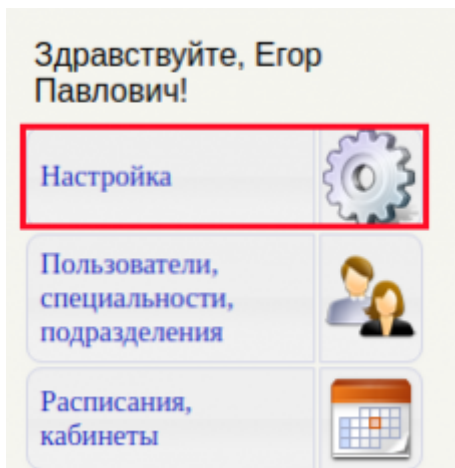 Здравствуйте, Егор
Павлович!
Настройка
Пользователи,
специальности,
подразделения
Расписания,
кабинеты